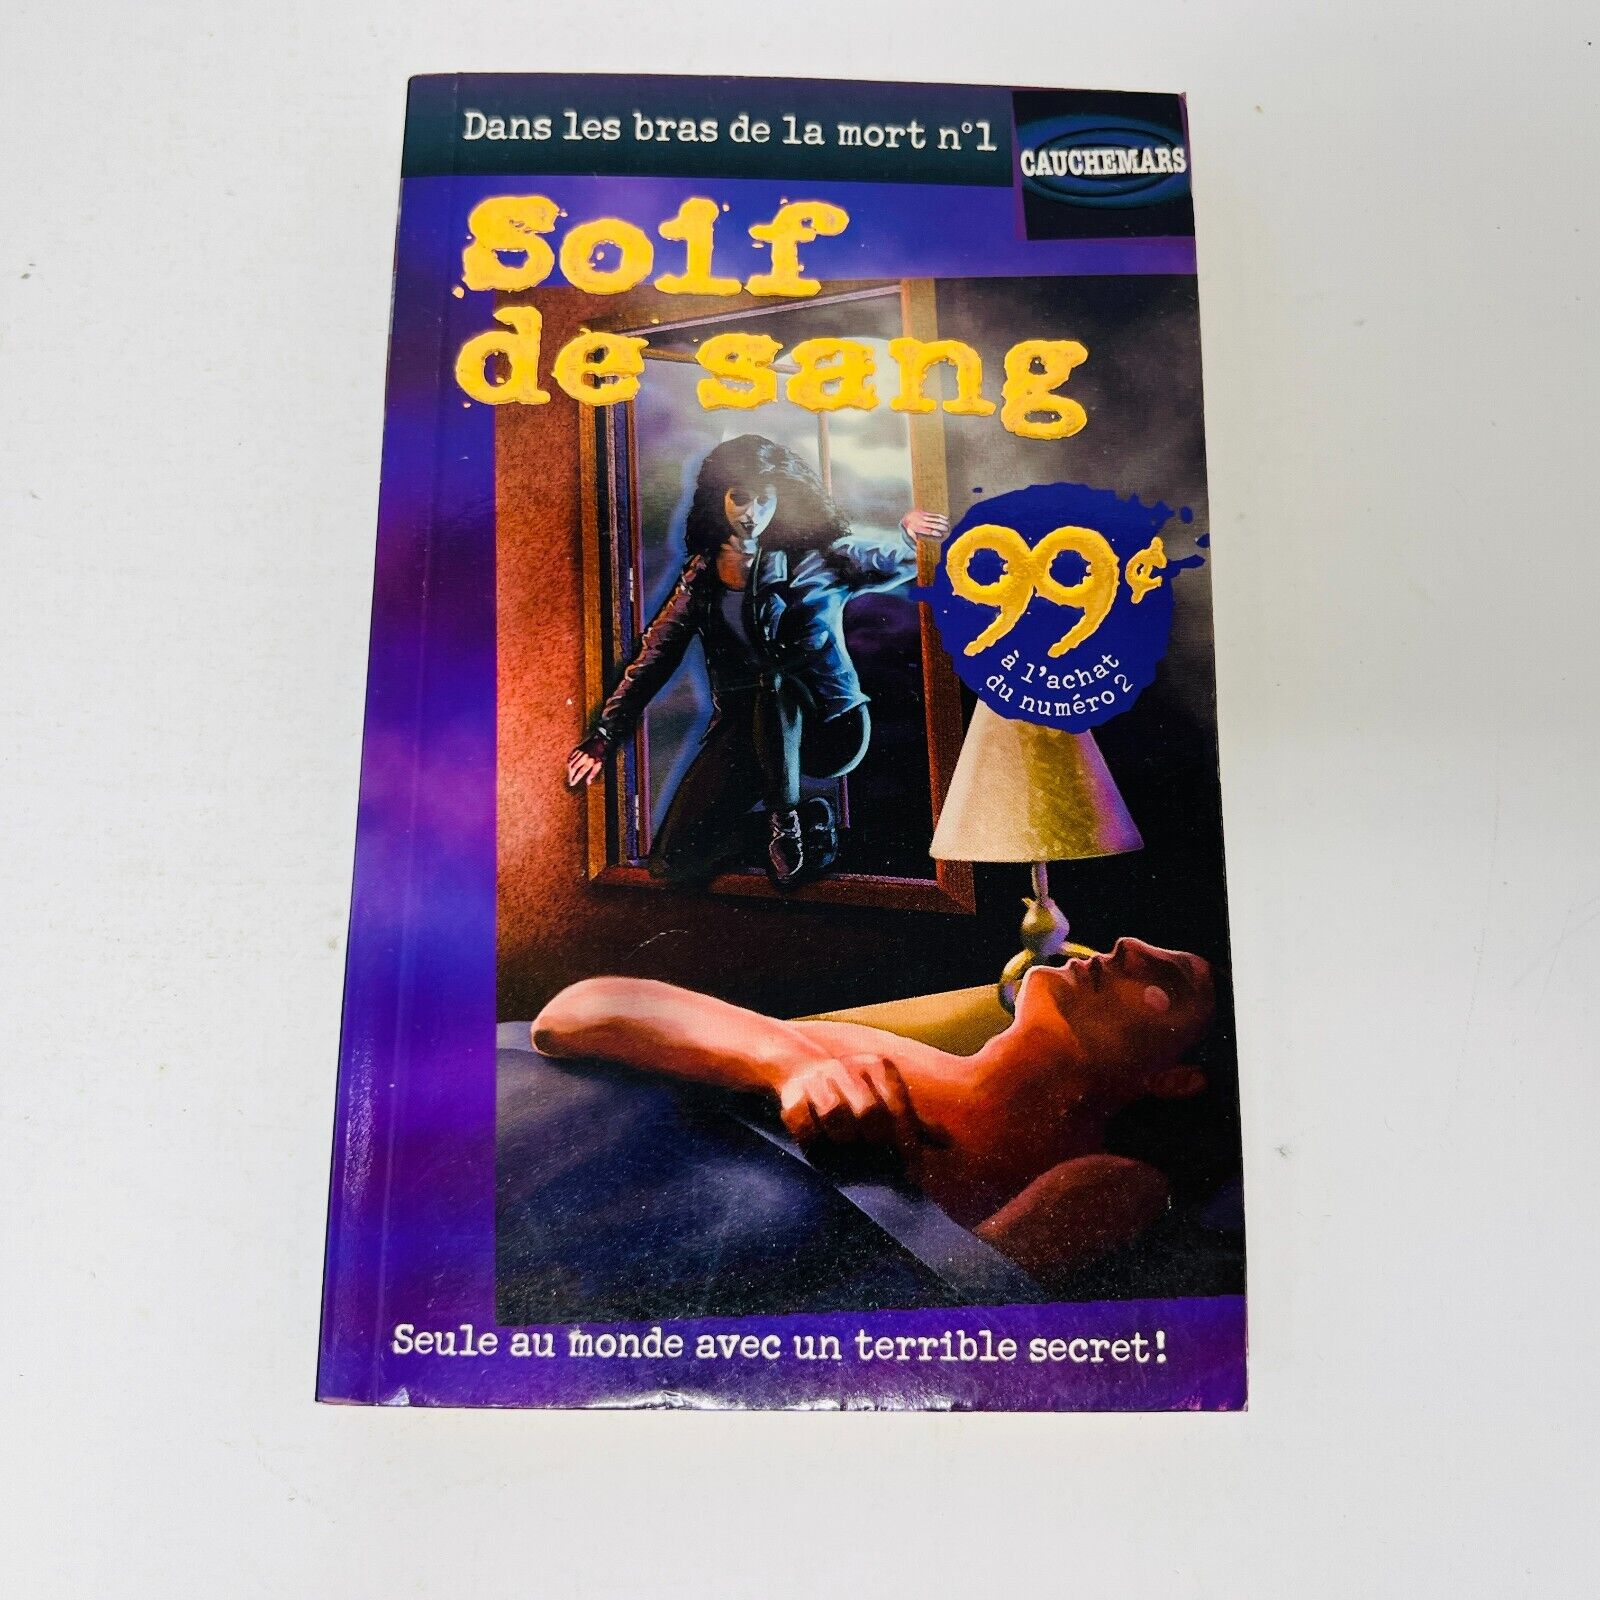 Dans les bras de la mort n°1
CAUCHEMARS
Soif
de sang
99¢
à l'achat
du numéro 2
Seule au monde avec un terrible secret!